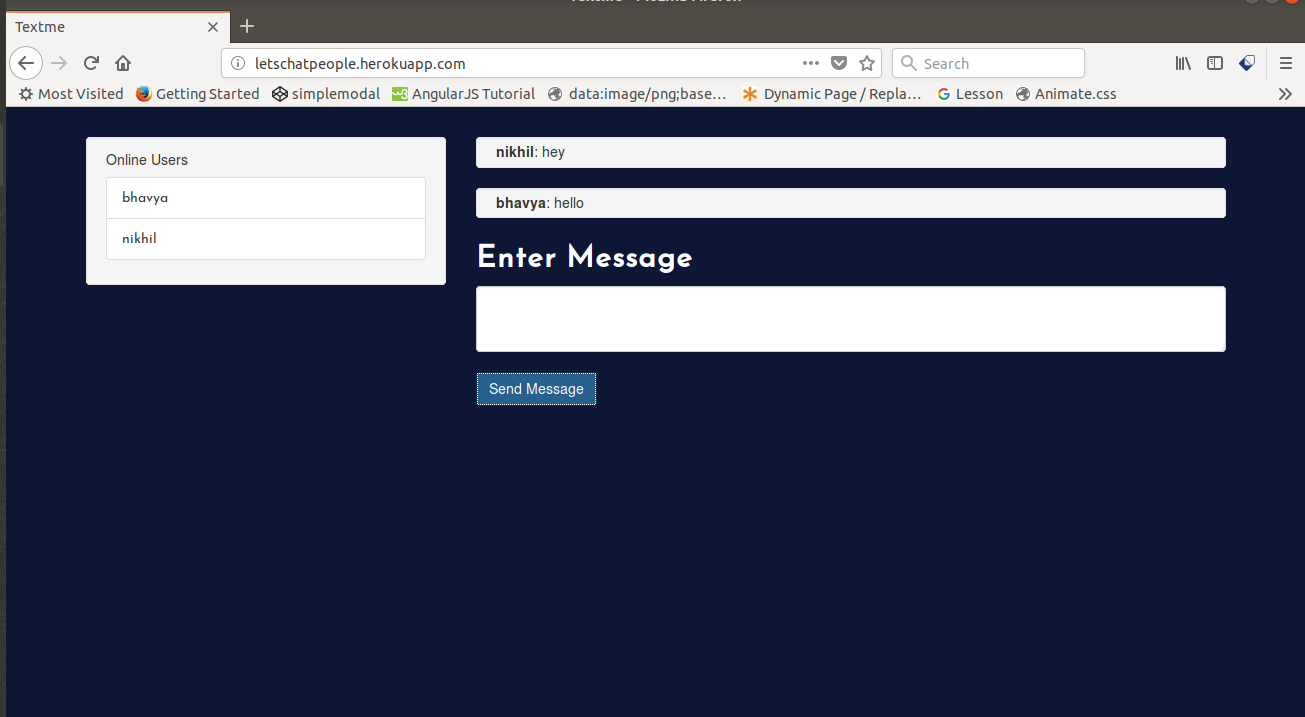 Textme
letschatpeople.herokuapp.com
Search
Most Visited Getting Started simplemodal AngularJS Tutorial data:image/png;base... Dynamic Page / Repla... Lesson Animate.css
Online Users
bhavya
nikhil
nikhil: hey
bhavya: hello
Enter Message
Send Message